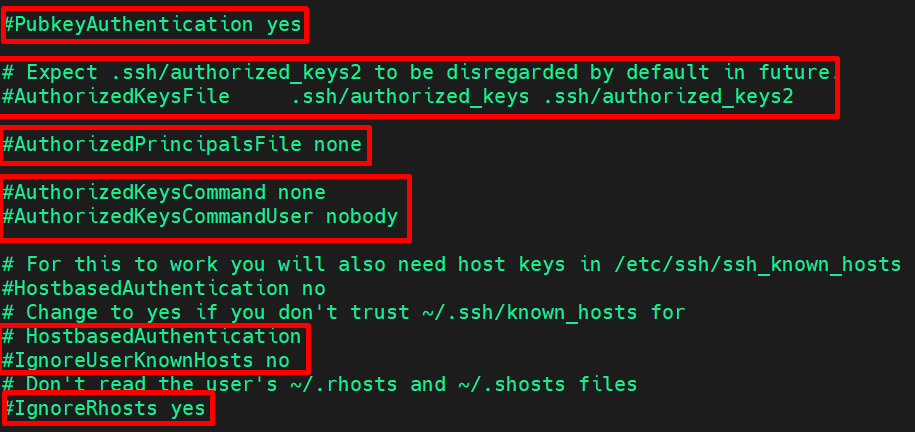 #PubkeyAuthentication yes
# Expect .ssh/authorized_keys2 to be disregarded by default in future.
#AuthorizedKeysFile     .ssh/authorized_keys .ssh/authorized_keys2
#AuthorizedPrincipalsFile none
#AuthorizedKeysCommand none
#AuthorizedKeysCommandUser nobody
# For this to work you will also need host keys in /etc/ssh/ssh_known_hosts
#HostbasedAuthentication no
# Change to yes if you don't trust ~/.ssh/known_hosts for
# HostbasedAuthentication
#IgnoreUserKnownHosts no
# Don't read the user's ~/.rhosts and ~/.shosts files
#IgnoreRhosts yes